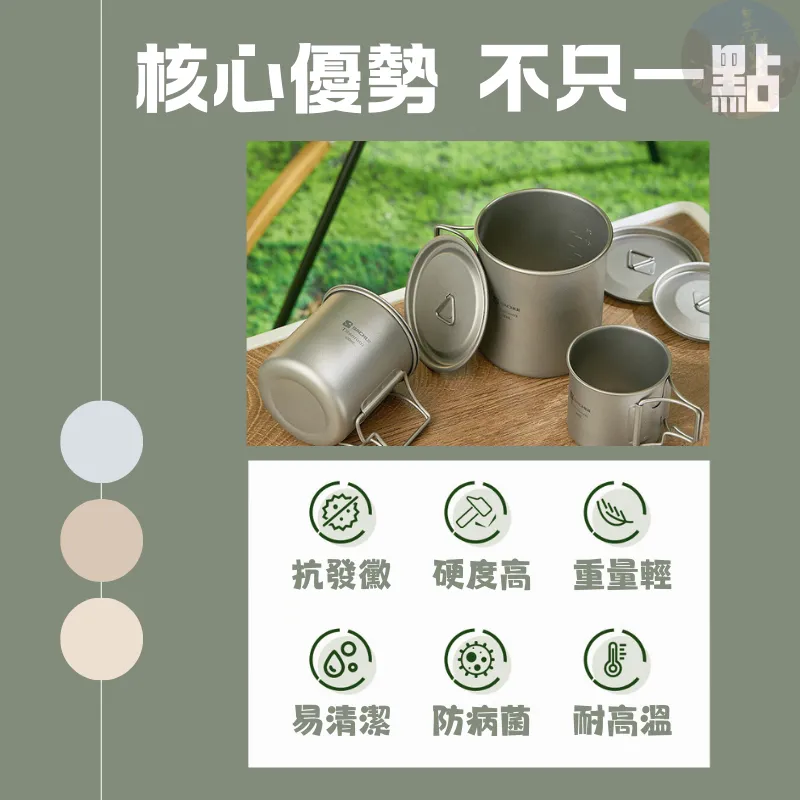 核心優勢 不只一點
抗發黴 硬度高 重量輕
易清潔 防病菌 耐高溫